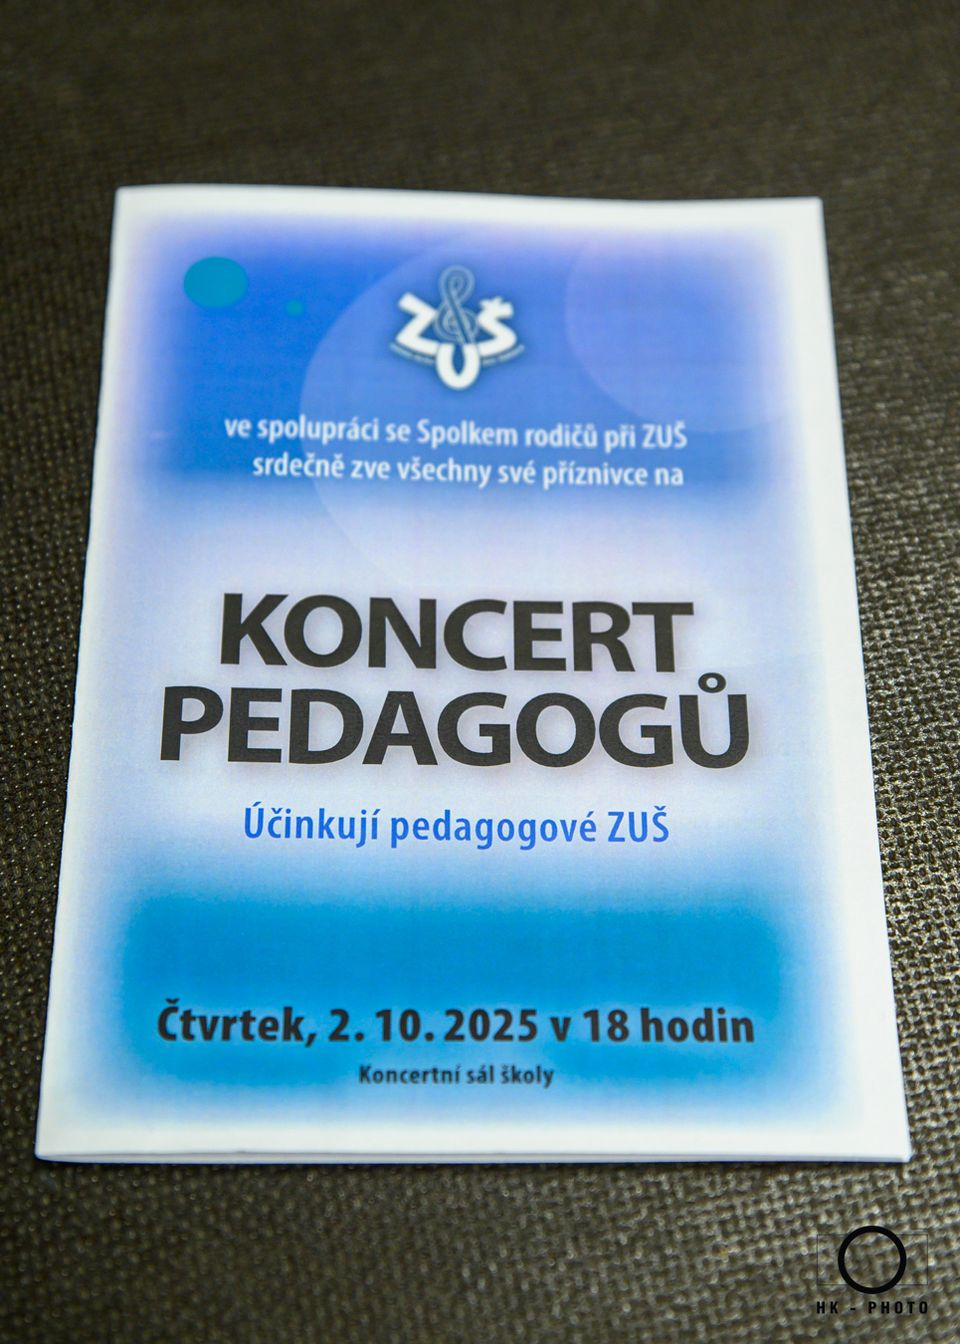 ZUŠ
ve spolupráci se Spolkem rodičů při ZUŠ
srdečně zve všechny své příznivce na
KONCERT
PEDAGOGŮ
Účinkují pedagogové ZUŠ
Čtvrtek, 2. 10. 2025 v 18 hodin
Koncertní sál školy
HK - PHOTO